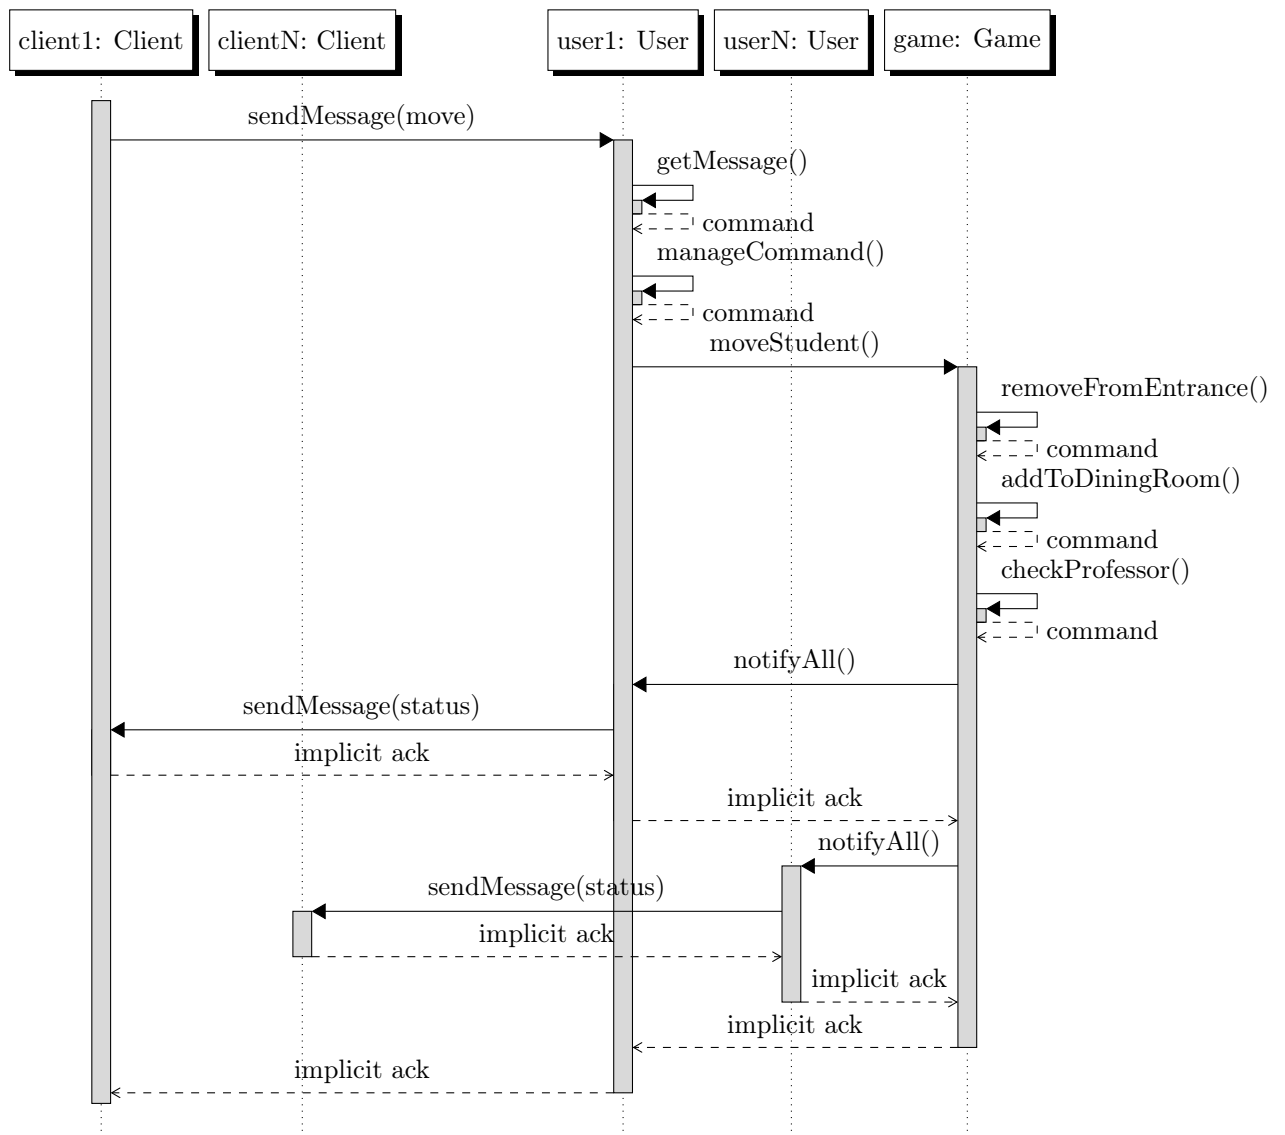 client1: Client
clientN: Client
user1: User
userN: User
game: Game
sendMessage(move)
getMessage()
command
manageCommand()
command
moveStudent()
removeFromEntrance()
command
addToDiningRoom()
command
checkProfessor()
command
notifyAll()
sendMessage(status)
implicit ack
implicit ack
notifyAll()
sendMessage(status)
implicit ack
implicit ack
implicit ack
implicit ack